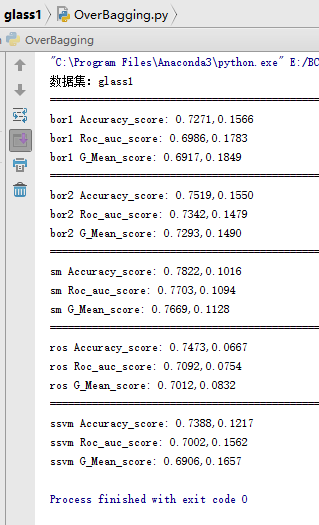 glass1 OverBagging.py
OverBagging
"C:\Program Files\Anaconda3\python.exe" E:/BC
数据集: glass1
bor1 Accuracy_score: 0.7271,0.1566
bor1 Roc_auc_score: 0.6986,0.1783
bor1 G_Mean_score: 0.6917,0.1849
bor2 Accuracy_score: 0.7519,0.1550
bor2 Roc_auc_score: 0.7342,0.1479
bor2 G_Mean_score: 0.7293,0.1490
sm Accuracy_score: 0.7822,0.1016
sm Roc_auc_score: 0.7703,0.1094
sm G_Mean_score: 0.7669,0.1128
ros Accuracy_score: 0.7473,0.0667
ros Roc_auc_score: 0.7092,0.0754
ros G_Mean_score: 0.7012,0.0832
ssvm Accuracy_score: 0.7388,0.1217
ssvm Roc_auc_score: 0.7002,0.1562
ssvm G_Mean_score: 0.6906,0.1657
Process finished with exit code 0